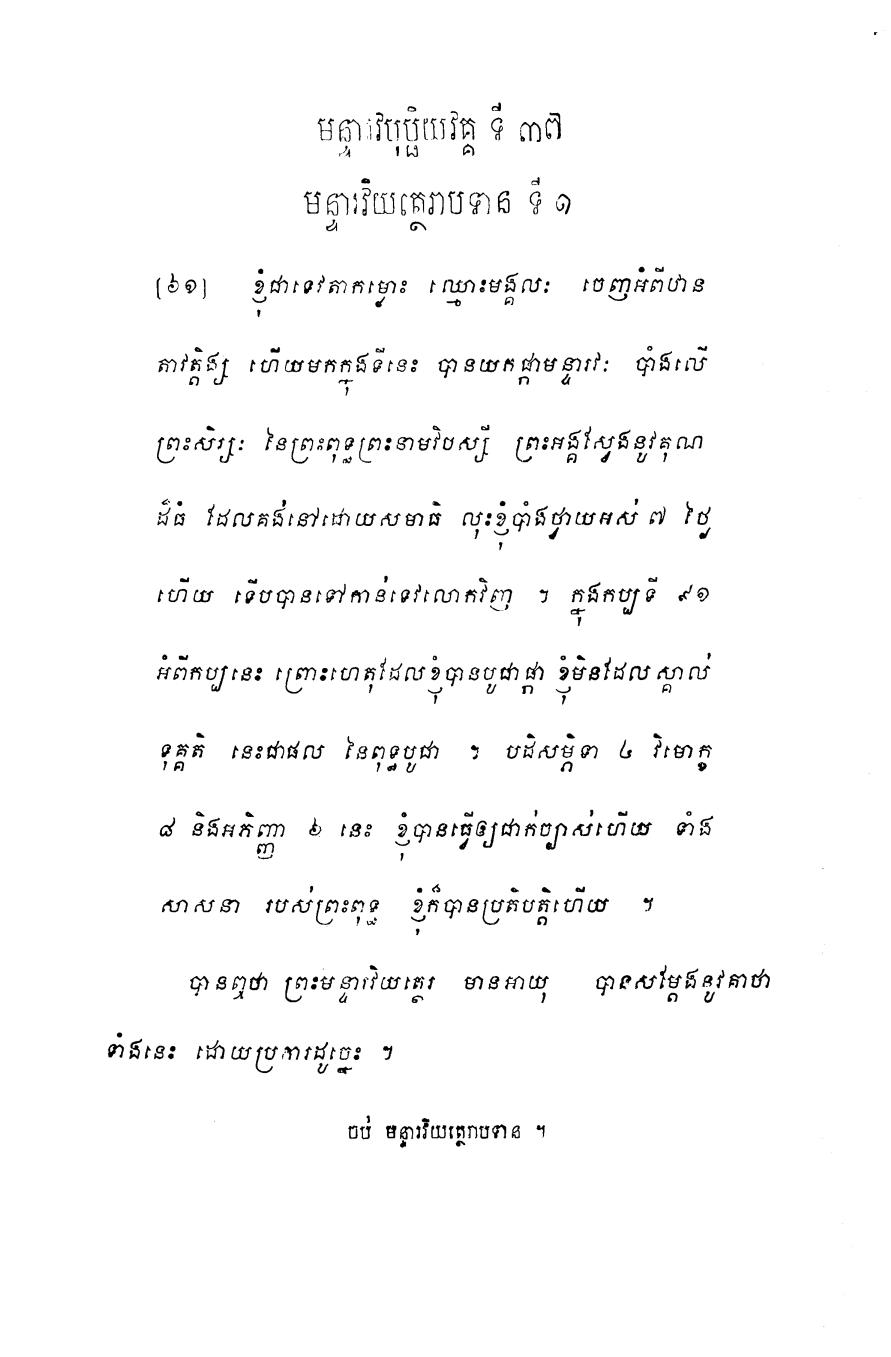 មន្ទារវបុប្ផិយវគ្គ ទី ៣៧
មន្ទារវិយត្ថេរាបទាន ទី ១
[៦១] ខ្ញុំជាទេវតាកម្លោះ ឈ្មោះមង្គលៈ ចេញអំពីឋាន
តាវត្តិង្ស ហើយមកក្នុងទីនេះ បានយកផ្កាមន្ទារវៈ បាំងលើ
ព្រះសិរ្សៈ នៃព្រះពុទ្ធព្រះនាមវិបស្សី ព្រះអង្គស្វែងនូវគុណ
ដ៏ធំ ដែលគង់នៅដោយសមាធិ លុះខ្ញុំបាំងថ្វាយអស់ ៧ ថ្ងៃ
ហើយ ទើបបានទៅកាន់ទេវលោកវិញ ។ ក្នុងកប្បទី ៩១
អំពីកប្បនេះ ព្រោះហេតុដែលខ្ញុំបានបូជាផ្កា ខ្ញុំមិនដែលស្គាល់
ទុគ្គតិ នេះជាផល នៃពុទ្ធបូជា ។ បដិសម្ភិទា ៤ វិមោក្ខ
៨ និងអភិញ្ញា ៦ នេះ ខ្ញុំបានធ្វើឲ្យជាក់ច្បាស់ហើយ ទាំង
សាសនា របស់ព្រះពុទ្ធ ខ្ញុំក៏បានប្រតិបត្តិហើយ ។
បានឮថា ព្រះមន្ទារវិយត្ថេរ មានអាយុ បានសម្តែងនូវគាថា
ទាំងនេះ ដោយប្រការដូច្នេះ ។
ចប់ មន្ទារវិយត្ថេរាបទាន ។